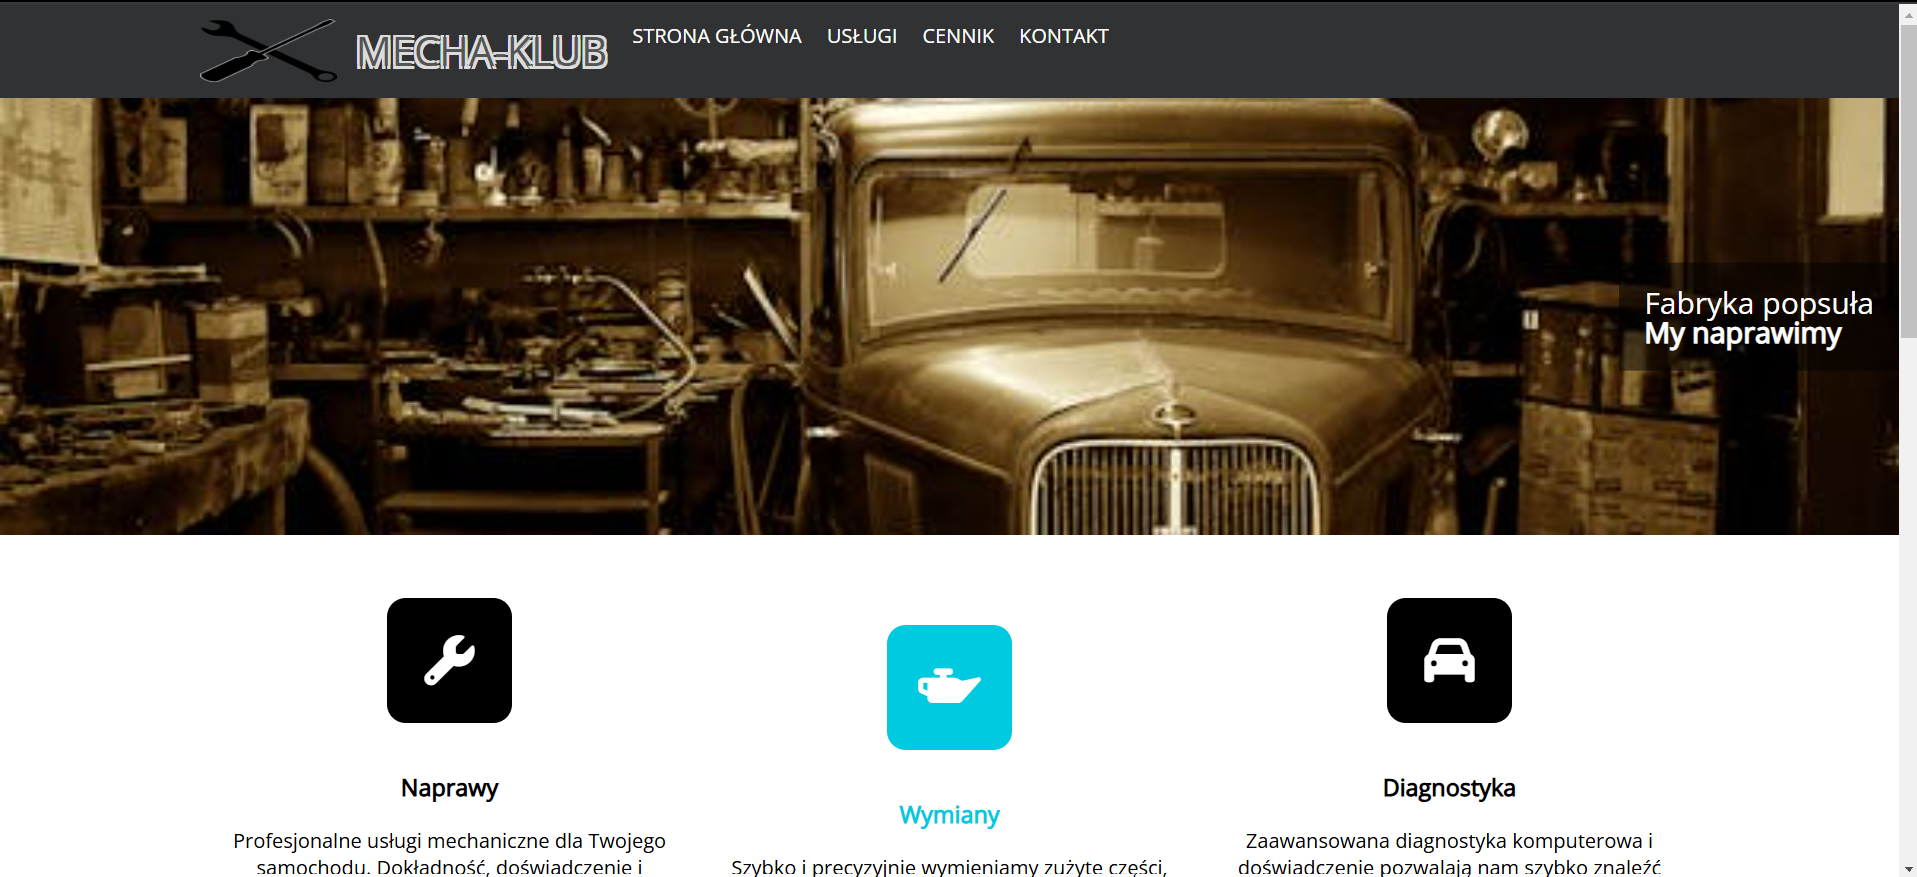 MECHA-KLUB
STRONA GŁÓWNA USŁUGI CENNIK KONTAKT
Fabryka popsuła
My naprawimy
Naprawy
Profesjonalne usługi mechaniczne dla Twojego
samochodu. Dokładność, doświadczenie i
Wymiany
Szybko i precyzyjnie wymieniamy zużyte części,
Diagnostyka
Zaawansowana diagnostyka komputerowa i
doświadczenie pozwalają nam szybko znaleźć